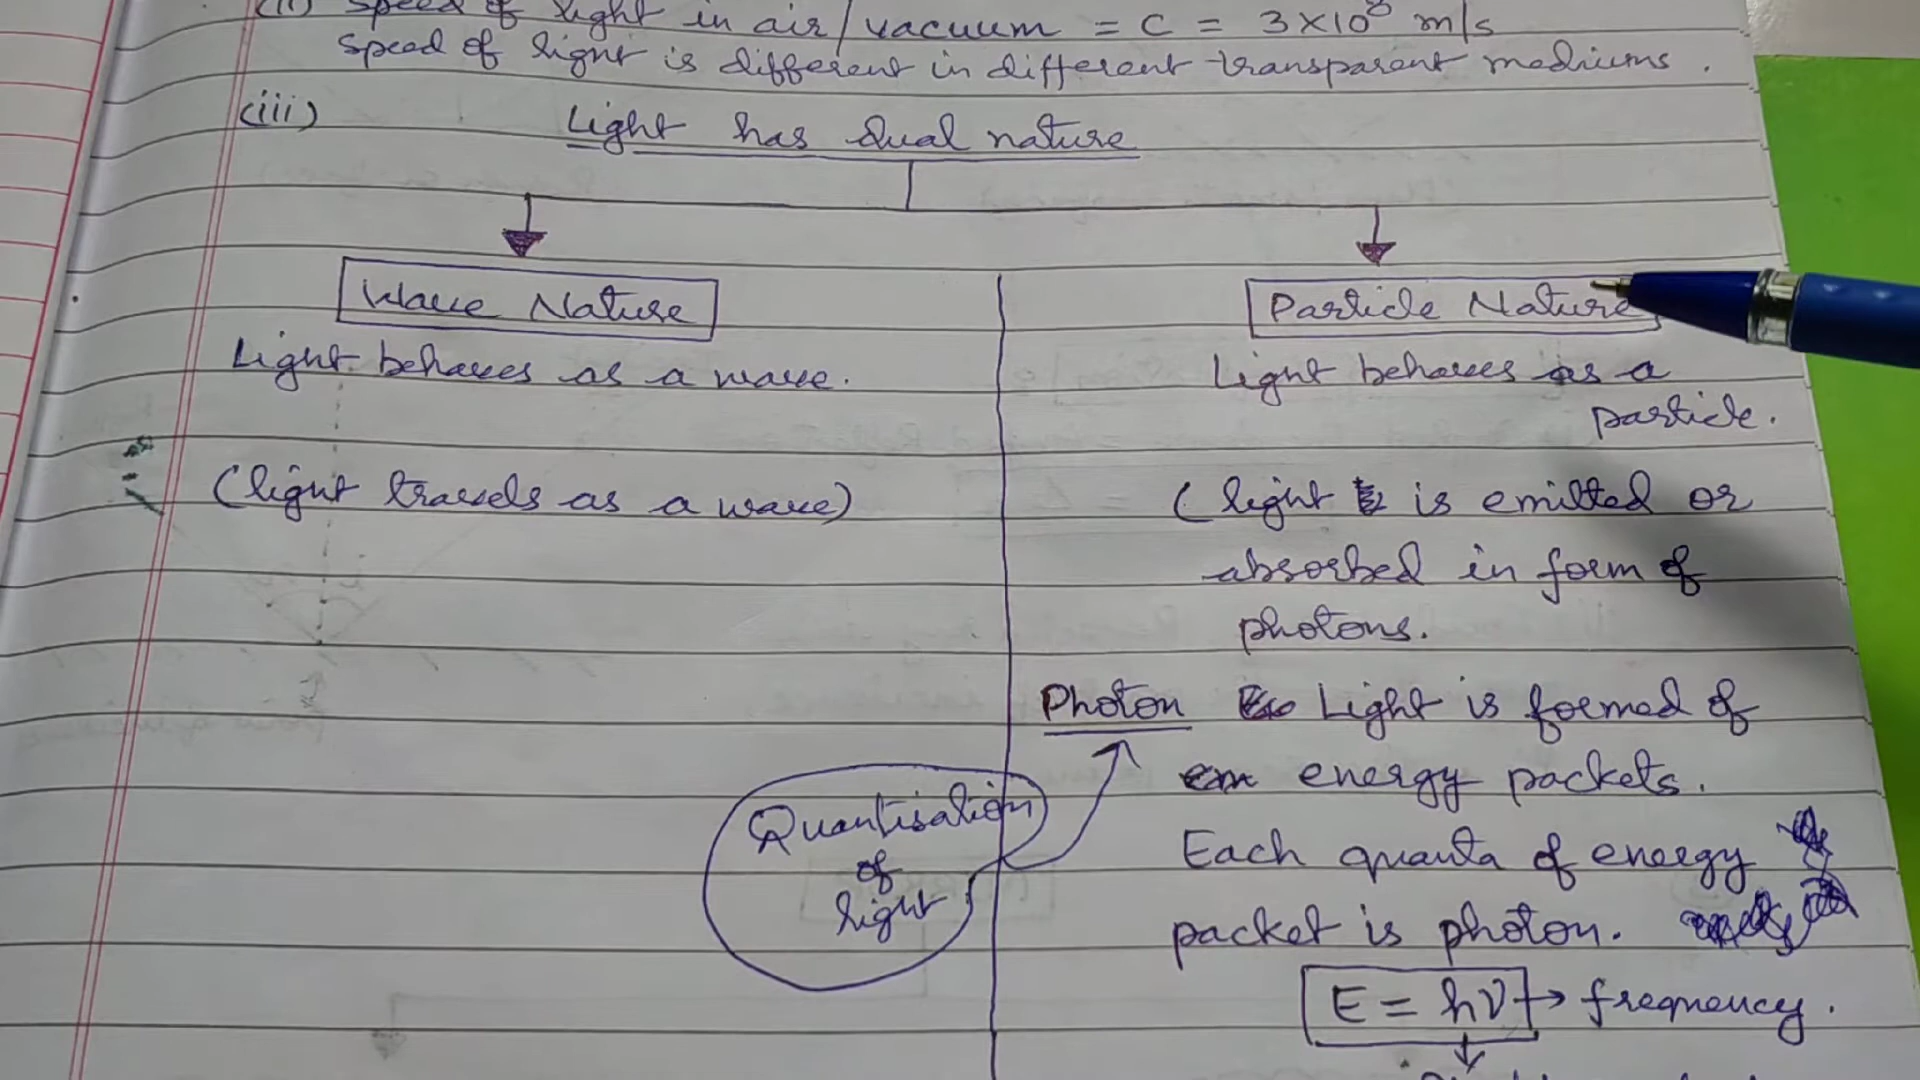 (ii) Speed of light in air/vacuum = C = 3×10⁸ m/s
Speed of light is different in different transparent mediums.
(iii) Light has dual nature
Wave Nature
Light behaves as a wave.
(light travels as a wave)
Particle Nature
Light behaves as a
particle.
(light is emitted or
absorbed in form of
photons.
Photon Light is formed of
energy packets.
Each quanta of energy
packet is photon.
E = hν → frequency.
Quantisation
of
light